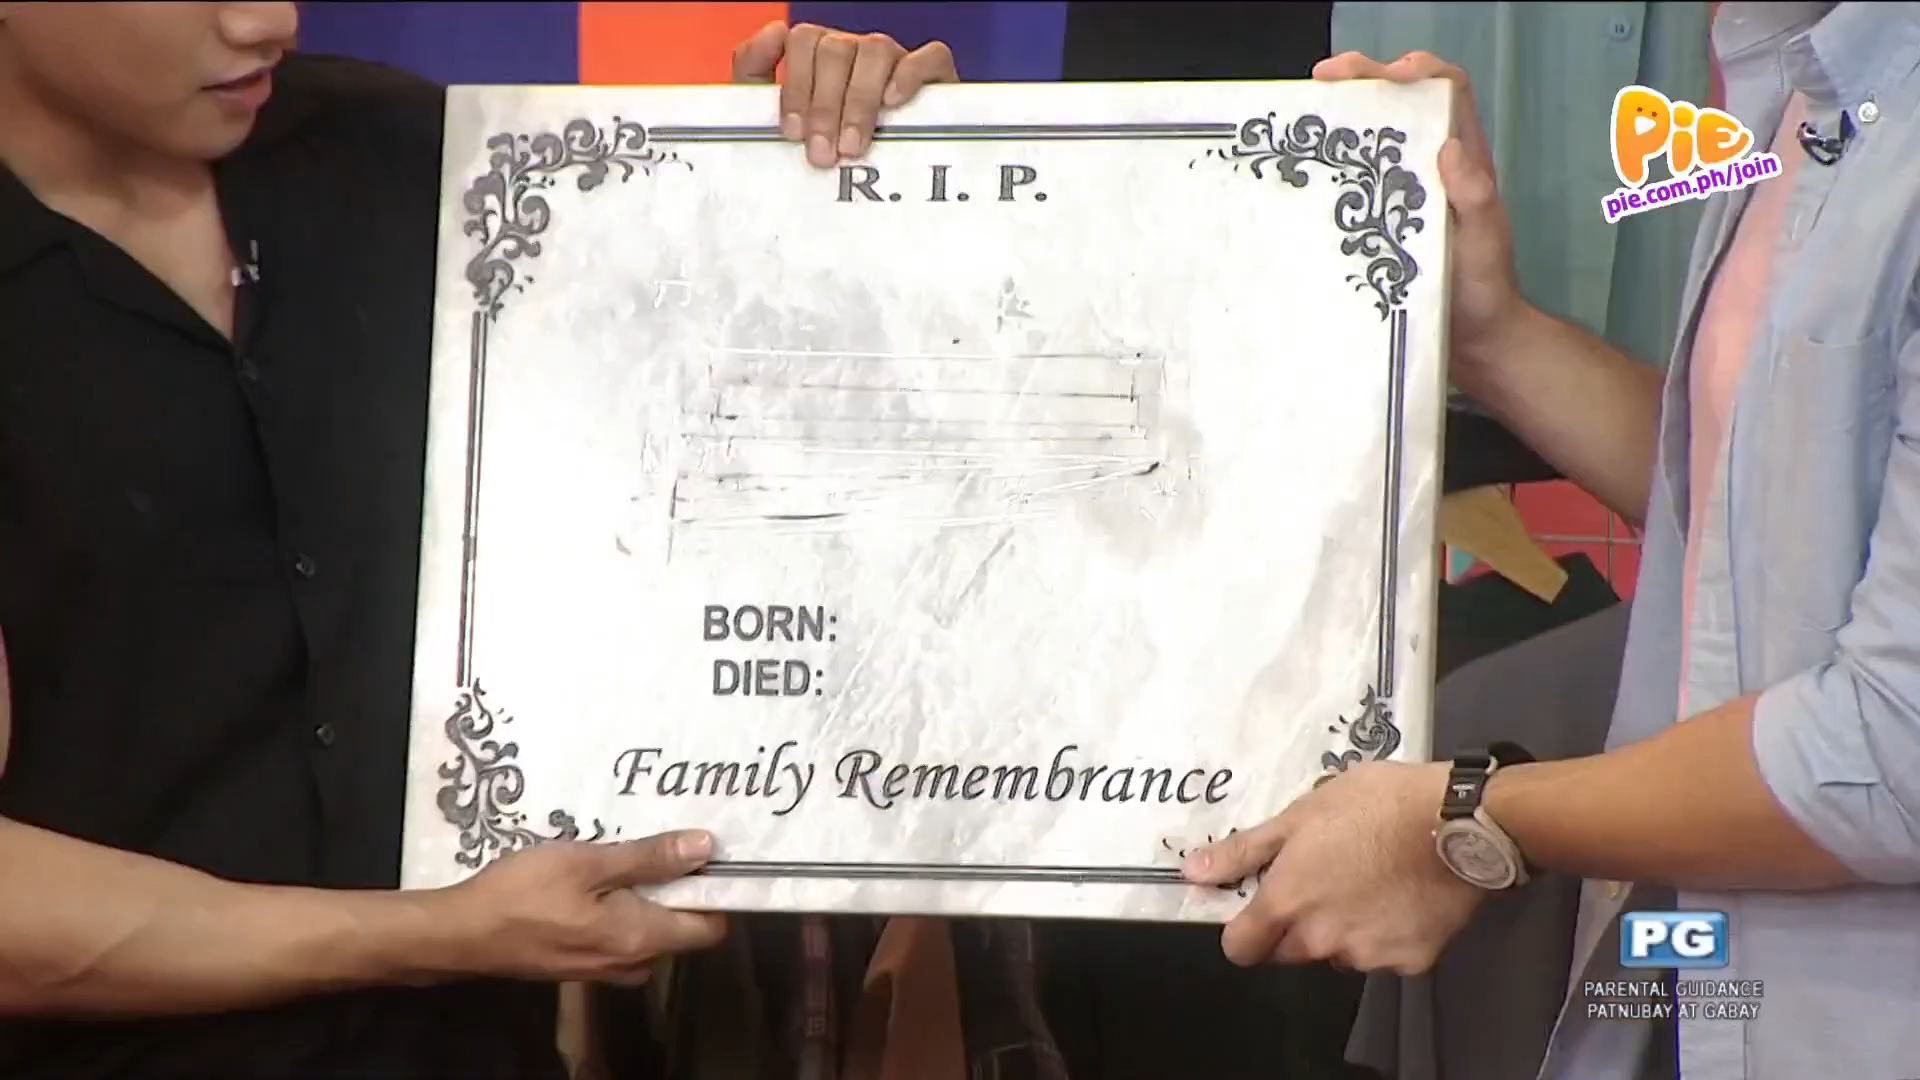 Pie
pie.com.ph/join
R. I. P.
BORN:
DIED:
Family Remembrance
PG
PARENTAL GUIDANCE
PATNUBAY AT GABAY